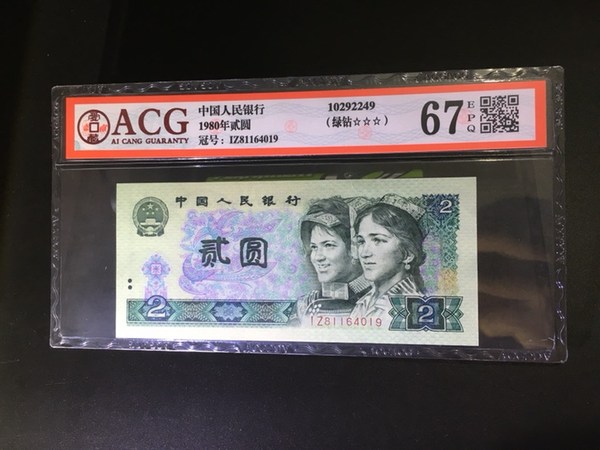 ACG
AI CANG GUARANTY
中国人民银行
1980年贰圆
冠号：IZ81164019
10292249
（绿钻☆☆☆）
67
EPQ
中国人民银行
贰圆
2
2
2
IZ81164019